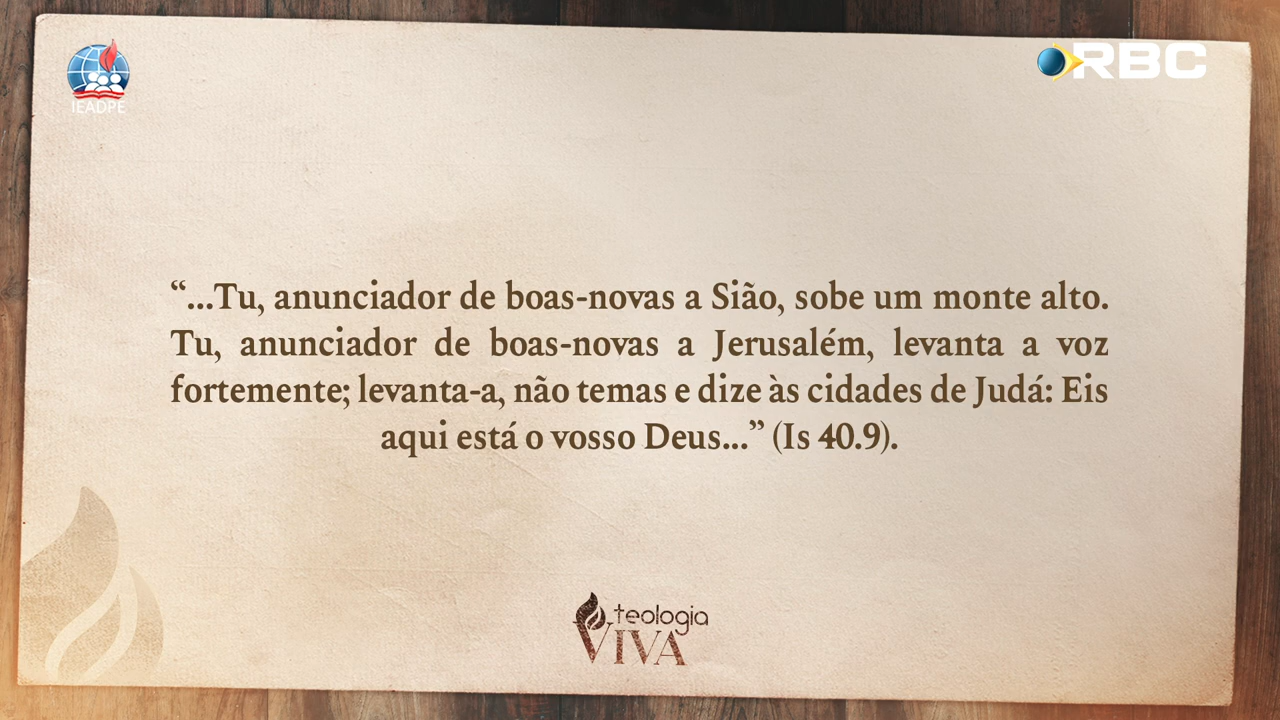 IEADPE
RBC
“...Tu, anunciador de boas-novas a Sião, sobe um monte alto.
Tu, anunciador de boas-novas a Jerusalém, levanta a voz
fortemente; levanta-a, não temas e dize às cidades de Judá: Eis
aqui está o vosso Deus...” (Is 40.9).
teologia
VIVA